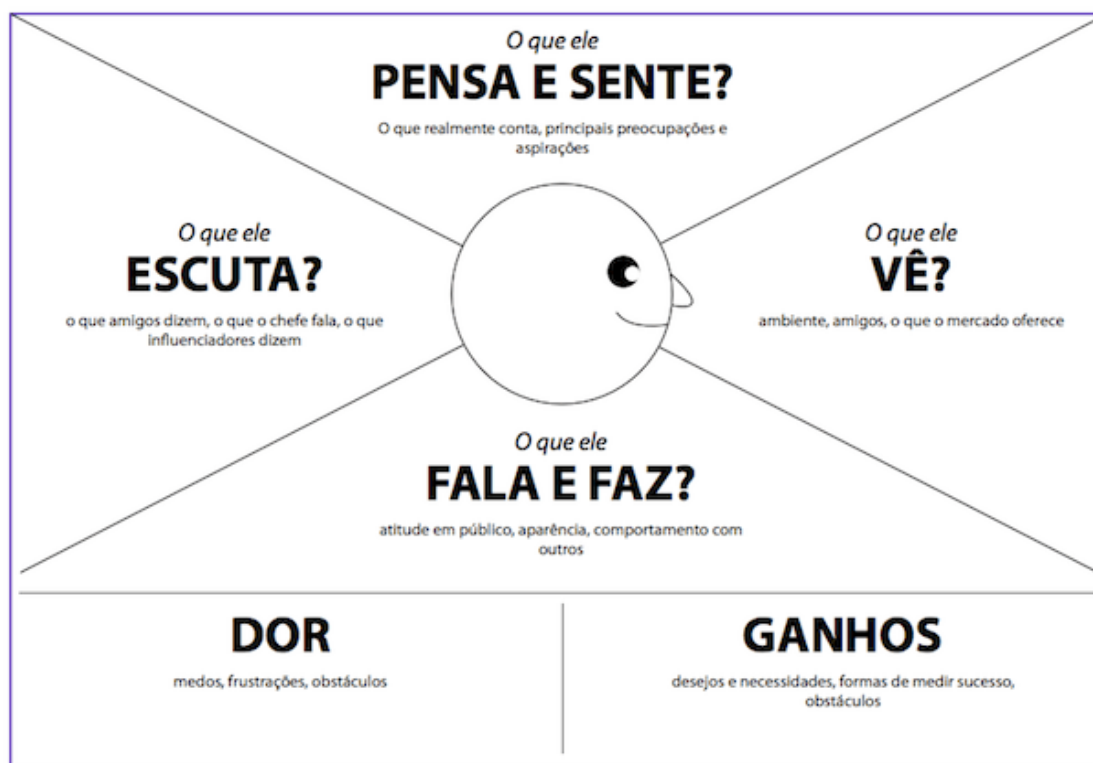 O que ele
PENSA E SENTE?
O que realmente conta, principais preocupações e
aspirações
O que ele
ESCUTA?
o que amigos dizem, o que o chefe fala, o que
influenciadores dizem
O que ele
VÊ?
ambiente, amigos, o que o mercado oferece
O que ele
FALA E FAZ?
atitude em público, aparência, comportamento com
outros
DOR
medos, frustrações, obstáculos
GANHOS
desejos e necessidades, formas de medir sucesso,
obstáculos